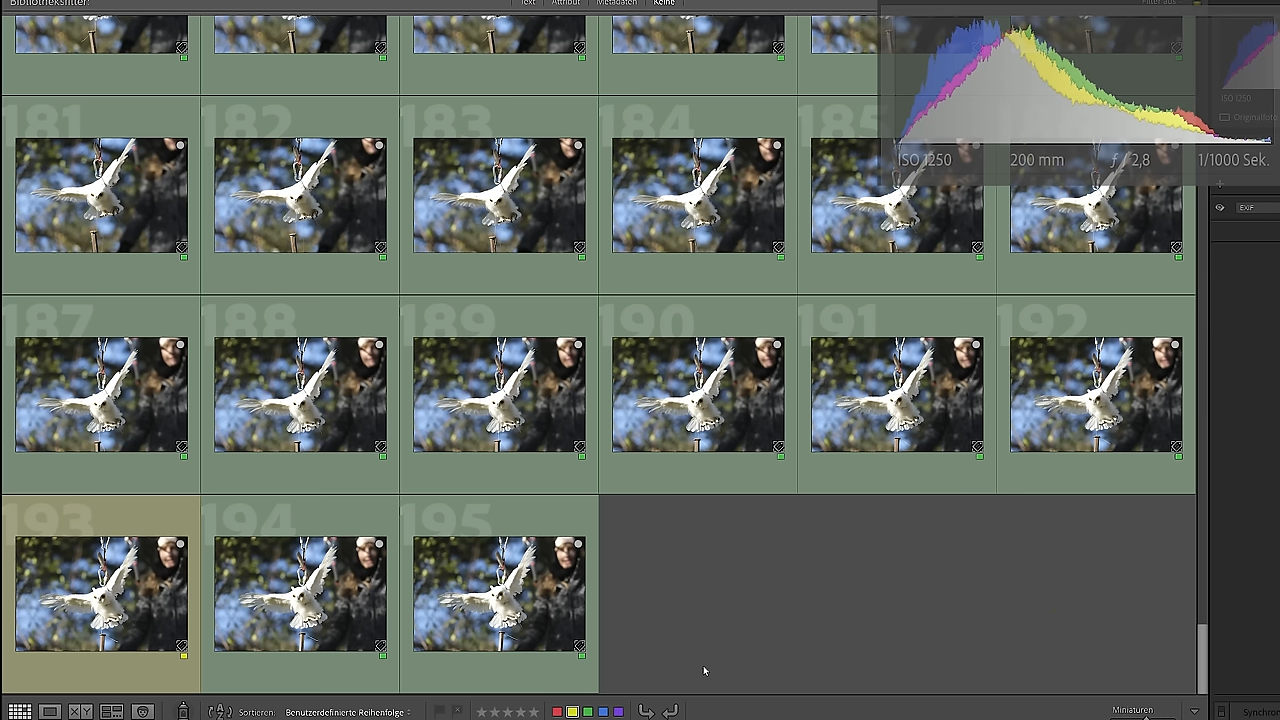 Bibliotheksfilter: Text Attribut Metadaten Keine Filter aus
181 182 183 184 185
ISO 1250 200 mm ƒ / 2,8 1/1000 Sek.
ISO 1250
Originalfoto
EXIF
187 188 189 190 191 192
193 194 195
Sortieren: Benutzerdefinierte Reihenfolge Miniaturen Synchro